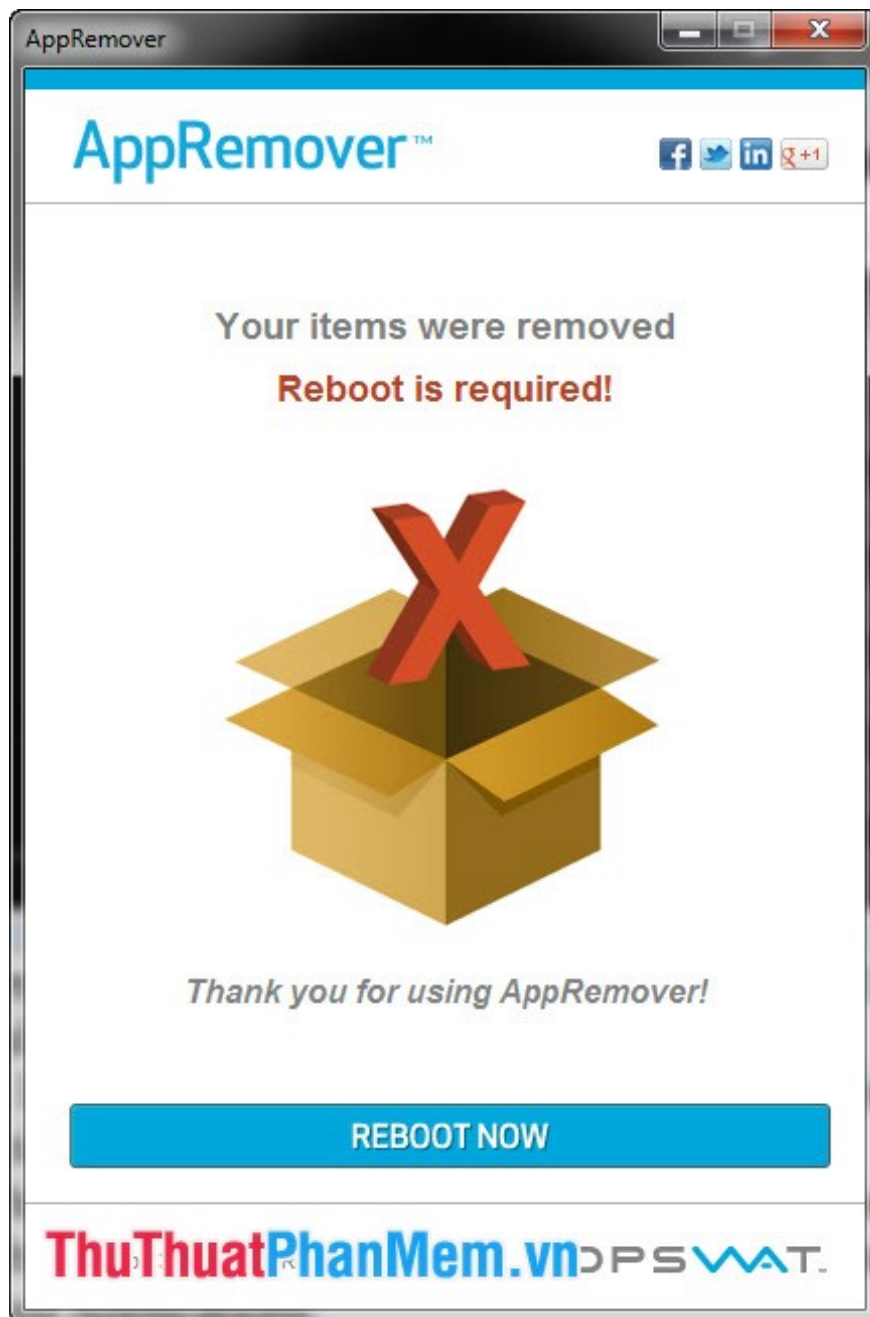 AppRemover
AppRemover™
g+1
Your items were removed
Reboot is required!
X
Thank you for using AppRemover!
REBOOT NOW
ThuThuatPhanMem.vn
OPSWAT